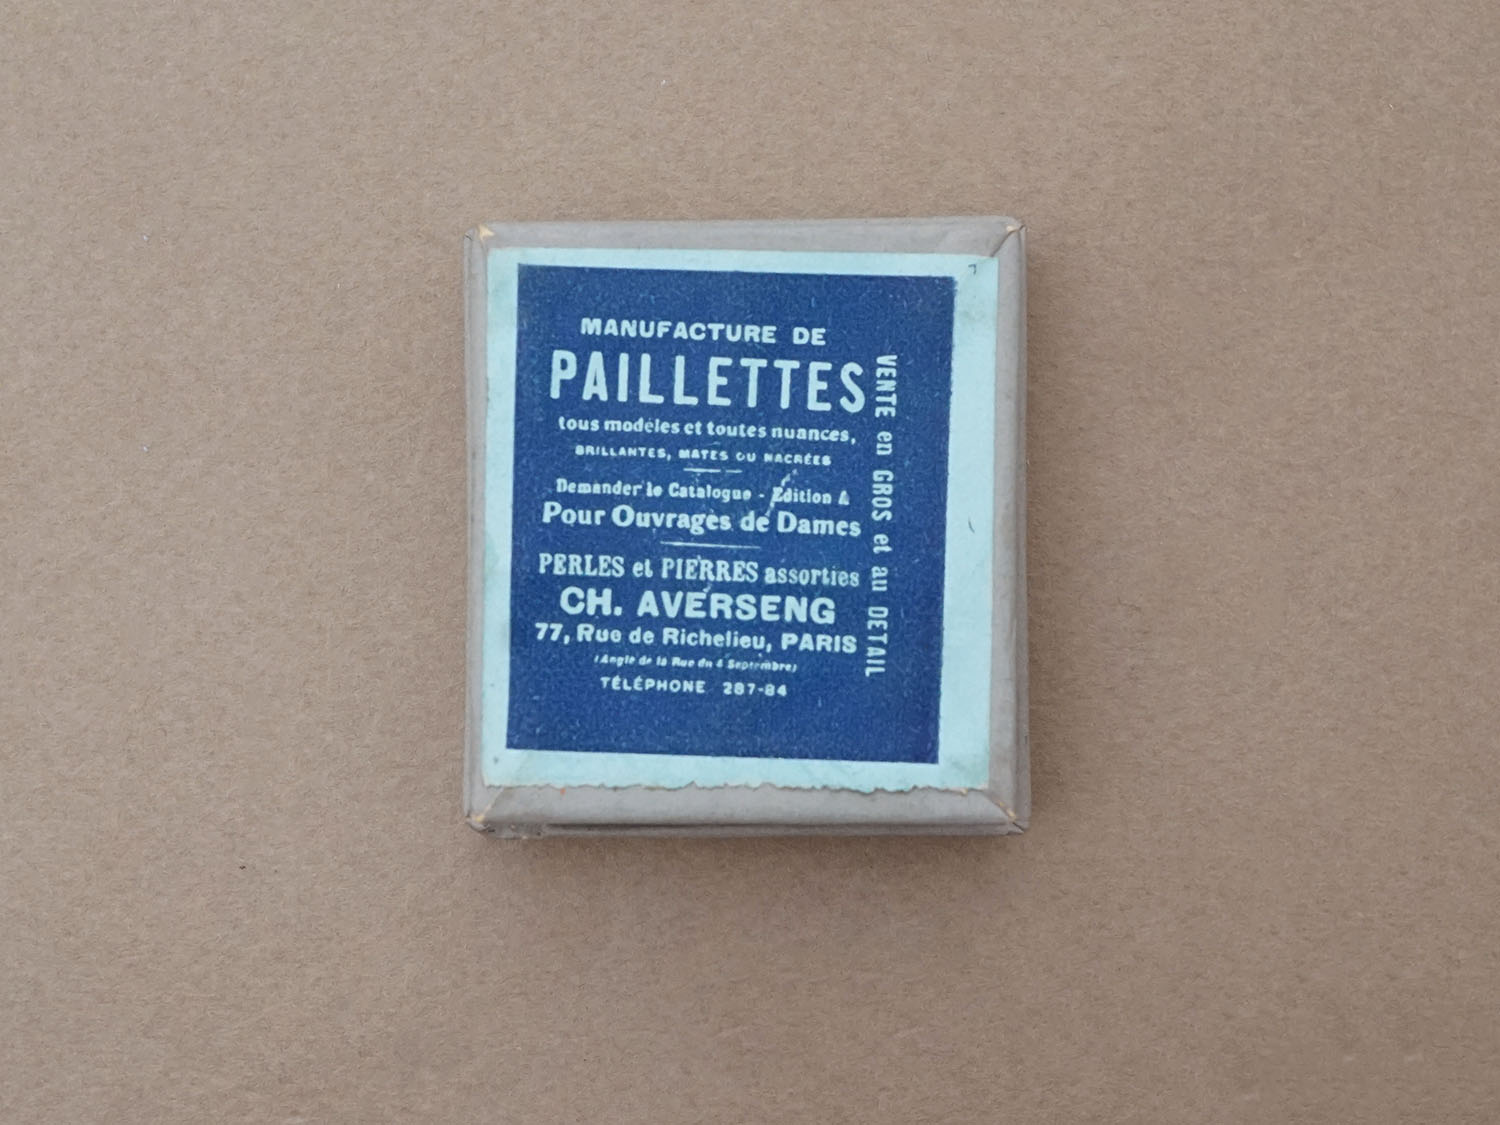 MANUFACTURE DE
PAILLETTES
tous modèles et toutes nuances,
BRILLANTES, MATES OU NACRÉES
Demander le Catalogue - Edition A
Pour Ouvrages de Dames
PERLES et PIERRES assorties
CH. AVERSENG
77, Rue de Richelieu, PARIS
(Angle de la Rue du 4 Septembre)
TÉLÉPHONE 287-84
VENTE en GROS et au DETAIL